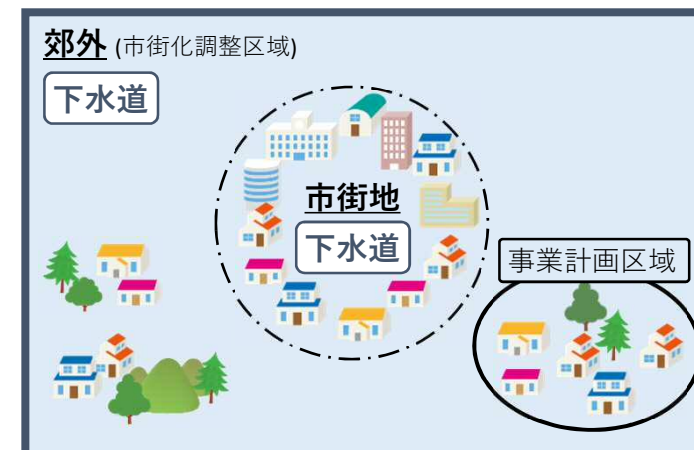 郊外 (市街化調整区域)
下水道
市街地
下水道
事業計画区域